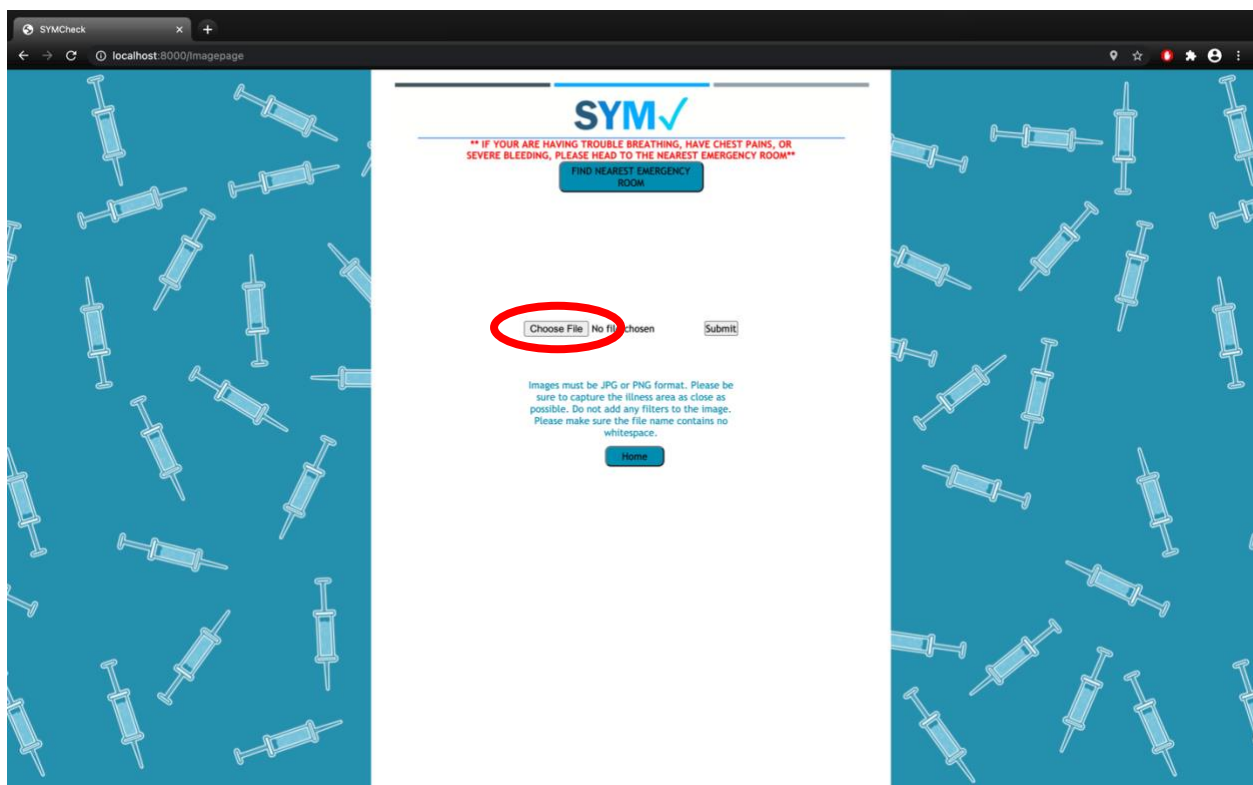 SYMCheck
localhost:8000/Imagepage
SYM✓
** IF YOUR ARE HAVING TROUBLE BREATHING, HAVE CHEST PAINS, OR
SEVERE BLEEDING, PLEASE HEAD TO THE NEAREST EMERGENCY ROOM**
FIND NEAREST EMERGENCY
ROOM
Choose File No file chosen Submit
Images must be JPG or PNG format. Please be
sure to capture the illness area as close as
possible. Do not add any filters to the image.
Please make sure the file name contains no
whitespace.
Home